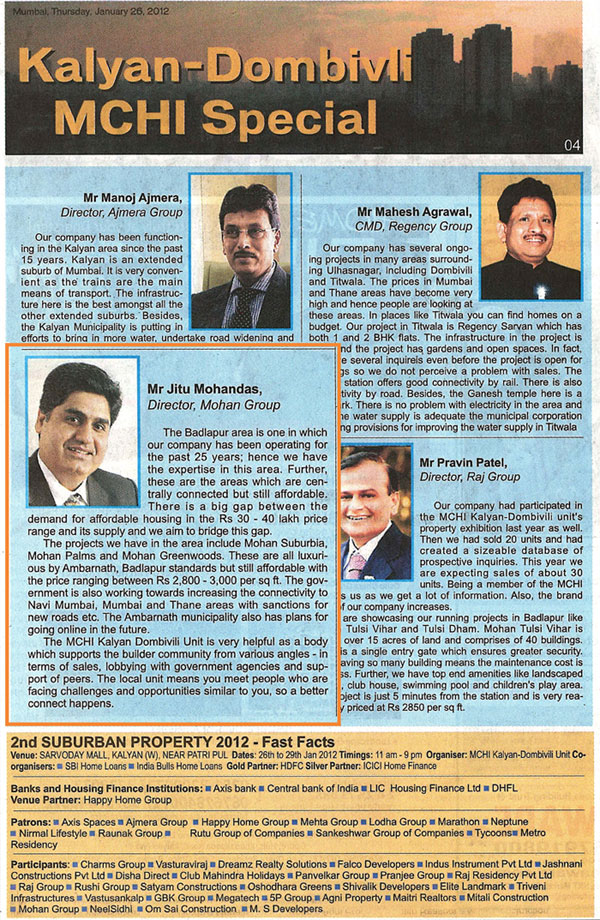 Mumbai, Thursday, January 26, 2012
Kalyan-Dombivli
MCHI Special
04
Mr Manoj Ajmera,
Director, Ajmera Group
Our company has been function-
ing in the Kalyan area since the past
15 years. Kalyan is an extended
suburb of Mumbai. It is very conven-
ient as the trains are the main
means of transport. The infrastruc-
ture here is the best amongst all the
other extended suburbs. Besides,
the Kalyan Municipality is putting in
efforts to bring in more water, undertake road widening and
Mr Mahesh Agrawal,
CMD, Regency Group
Our company has several ongo-
ing projects in many areas surround-
ing Ulhasnagar, including Dombivili
and Titwala. The prices in Mumbai
and Thane areas have become very
high and hence people are looking at
these areas. In places like Titwala you can find homes on a
budget. Our project in Titwala is Regency Sarvan which has
both 1 and 2 BHK flats. The infrastructure in the project is
nd the project has gardens and open spaces. In fact,
e several inquireis even before the project is open for
gs so we do not perceive a problem with sales. The
station offers good connectivity by rail. There is also
tivity by road. Besides, the Ganesh temple here is a
rk. There is no problem with electricity in the area and
he water supply is adequate the municipal corporation
ng provisions for improving the water supply in Titwala
Mr Jitu Mohandas,
Director, Mohan Group
The Badlapur area is one in which
our company has been operating for
the past 25 years; hence we have
the expertise in this area. Further,
these are the areas which are cen-
trally connected but still affordable.
There is a big gap between the
demand for affordable housing in the Rs 30 - 40 lakh price
range and its supply and we aim to bridge this gap.
The projects we have in the area include Mohan Suburbia,
Mohan Palms and Mohan Greenwoods. These are all luxuri-
ous by Ambarnath, Badlapur standards but still affordable with
the price ranging between Rs 2,800 - 3,000 per sq ft. The gov-
ernment is also working towards increasing the connectivity to
Navi Mumbai, Mumbai and Thane areas with sanctions for
new roads etc. The Ambarnath municipality also has plans for
going online in the future.
The MCHI Kalyan Dombivili Unit is very helpful as a body
which supports the builder community from various angles - in
terms of sales, lobbying with government agencies and sup-
port of peers. The local unit means you meet people who are
facing challenges and opportunities similar to you, so a better
connect happens.
Mr Pravin Patel,
Director, Raj Group
Our company had participated in
the MCHI Kalyan-Dombivili unit's
property exhibition last year as well.
Then we had sold 20 units and had
created a sizeable database of
prospective inquiries. This year we
are expecting sales of about 30
units. Being a member of the MCHI
s us as we get a lot of information. Also, the brand
of our company increases.
are showcasing our running projects in Badlapur like
Tulsi Vihar and Tulsi Dham. Mohan Tulsi Vihar is
over 15 acres of land and comprises of 40 buildings.
is a single entry gate which ensures greater security.
aving so many building means the maintenance cost is
ss. Further, we have top end amenities like landscaped
, club house, swimming pool and children's play area.
oject is just 5 minutes from the station and is very rea-
y priced at Rs 2850 per sq ft.
2nd SUBURBAN PROPERTY 2012 - Fast Facts
Venue: SARVODAY MALL, KALYAN (W), NEAR PATRI PUL Dates: 26th to 29th Jan 2012 Timings: 11 am - 9 pm Organiser: MCHI Kalyan-Dombivili Unit Co-
organisers: ■ SBI Home Loans ■ India Bulls Home Loans Gold Partner: HDFC Silver Partner: ICICI Home Finance
Banks and Housing Finance Institutions: ■ Axis bank ■ Central bank of India ■ LIC Housing Finance Ltd ■ DHFL
Venue Partner: Happy Home Group
Patrons: ■ Axis Spaces ■ Ajmera Group ■ Happy Home Group ■ Mehta Group ■ Lodha Group ■ Marathon ■ Neptune
■ Nirmal Lifestyle ■ Raunak Group ■ Rutu Group of Companies ■ Sankeshwar Group of Companies ■ Tycoons ■ Metro
Residency
Participants: ■ Charms Group ■ Vasturaviraj ■ Dreamz Realty Solutions ■ Falco Developers ■ Indus Instrument Pvt Ltd ■ Jashnani
Constructions Pvt Ltd ■ Disha Direct ■ Club Mahindra Holidays ■ Panvelkar Group ■ Pranjee Group ■ Raj Residency Pvt Ltd
■ Raj Group ■ Rushi Group ■ Satyam Constructions ■ Oshodhara Greens ■ Shivalik Developers ■ Elite Landmark ■ Triveni
Infrastructures ■ Vastusankalp ■ GBK Group ■ Megatech ■ 5P Group ■ Agni Property ■ Maitri Realtors ■ Mitali Construction
■ Mohan Group ■ NeelSidhi ■ Om Sai Construction ■ M. S Developers